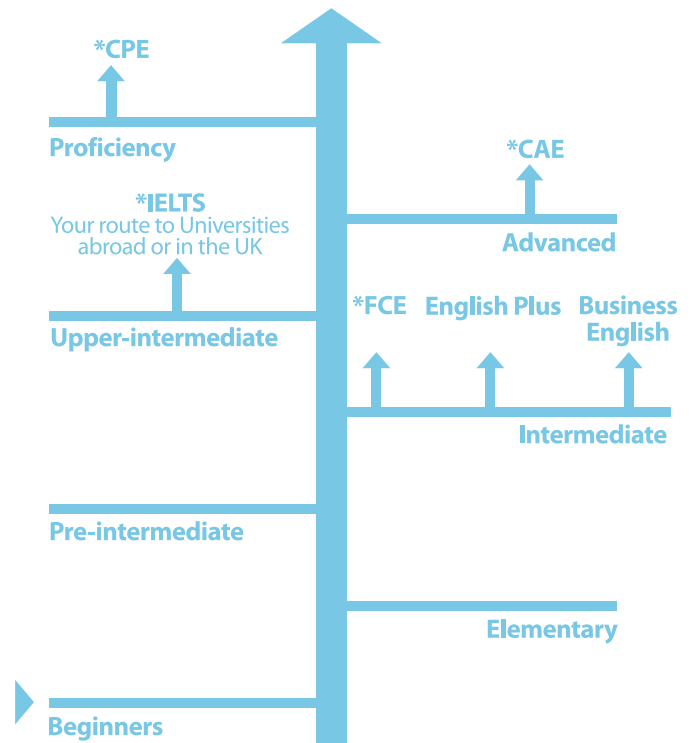 *CPE
Proficiency
*CAE
*IELTS
Your route to Universities
abroad or in the UK
Advanced
*FCE
English Plus
Business
English
Upper-intermediate
Intermediate
Pre-intermediate
Elementary
Beginners